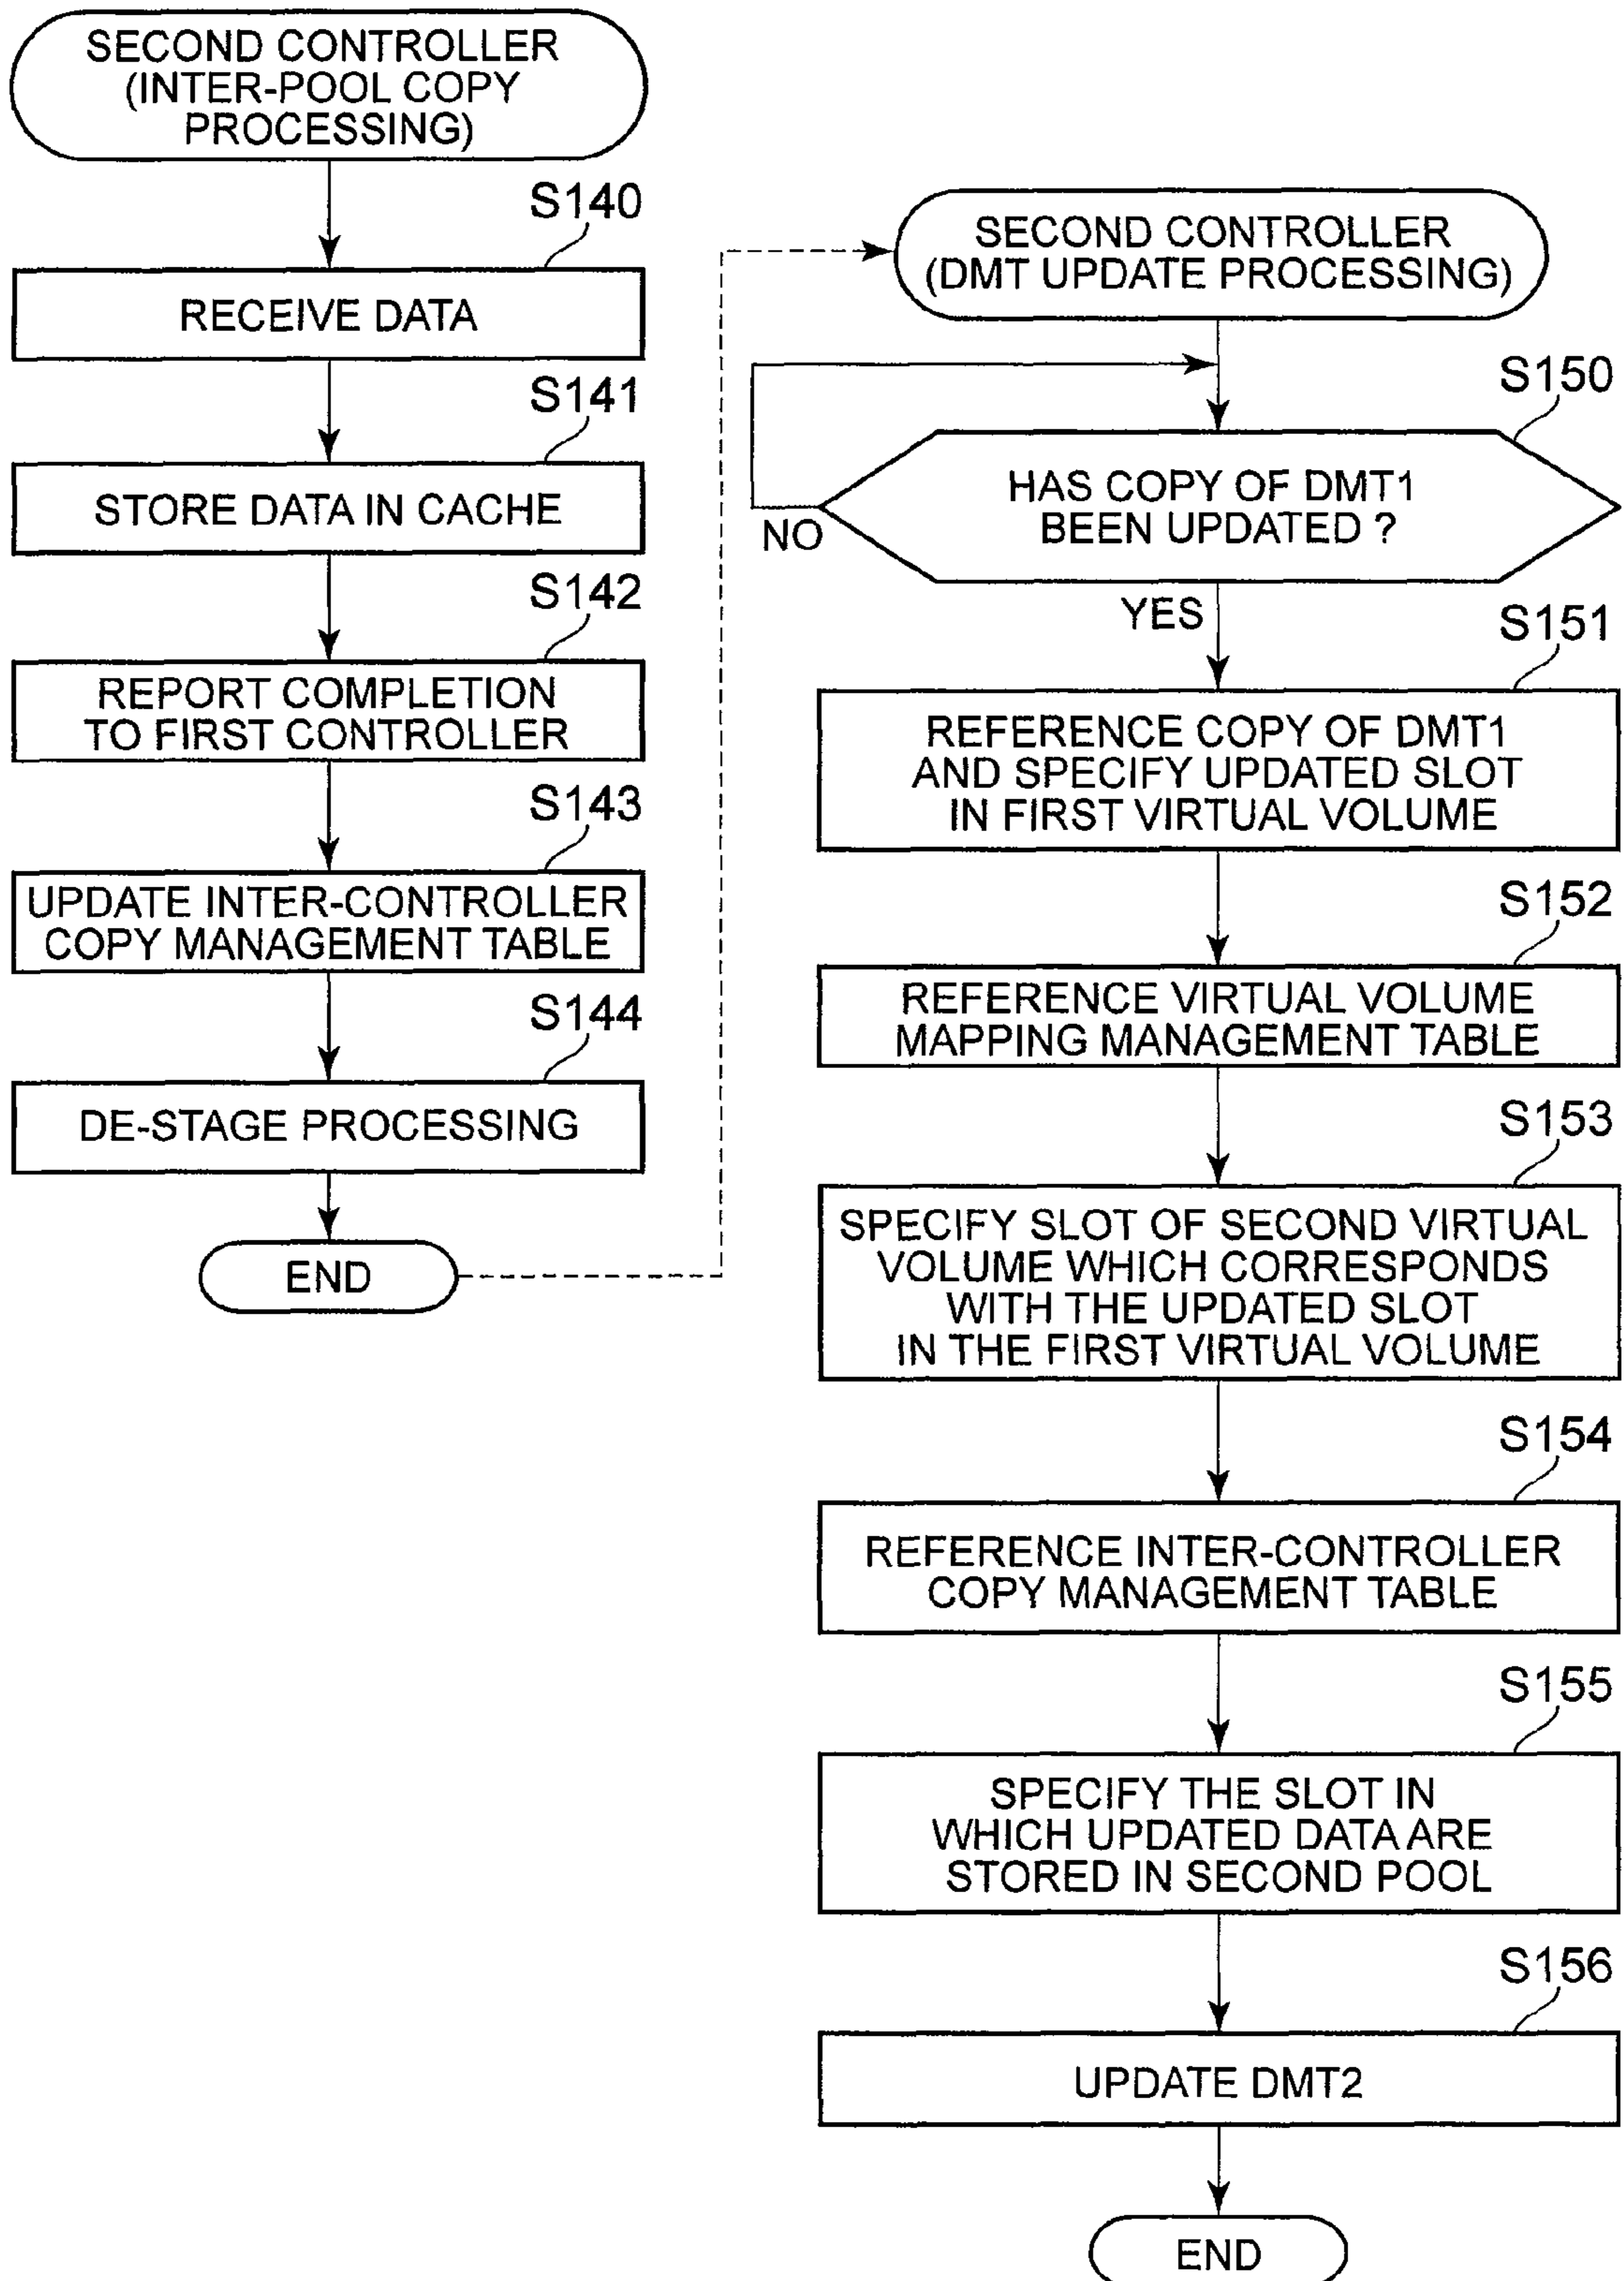 SECOND CONTROLLER
(INTER-POOL COPY
PROCESSING)
S140
RECEIVE DATA
S141
STORE DATA IN CACHE
S142
REPORT COMPLETION
TO FIRST CONTROLLER
S143
UPDATE INTER-CONTROLLER
COPY MANAGEMENT TABLE
S144
DE-STAGE PROCESSING
END
SECOND CONTROLLER
(DMT UPDATE PROCESSING)
S150
HAS COPY OF DMT1
BEEN UPDATED ?
NO
YES
S151
REFERENCE COPY OF DMT1
AND SPECIFY UPDATED SLOT
IN FIRST VIRTUAL VOLUME
S152
REFERENCE VIRTUAL VOLUME
MAPPING MANAGEMENT TABLE
S153
SPECIFY SLOT OF SECOND VIRTUAL
VOLUME WHICH CORRESPONDS
WITH THE UPDATED SLOT
IN THE FIRST VIRTUAL VOLUME
S154
REFERENCE INTER-CONTROLLER
COPY MANAGEMENT TABLE
S155
SPECIFY THE SLOT IN
WHICH UPDATED DATA ARE
STORED IN SECOND POOL
S156
UPDATE DMT2
END